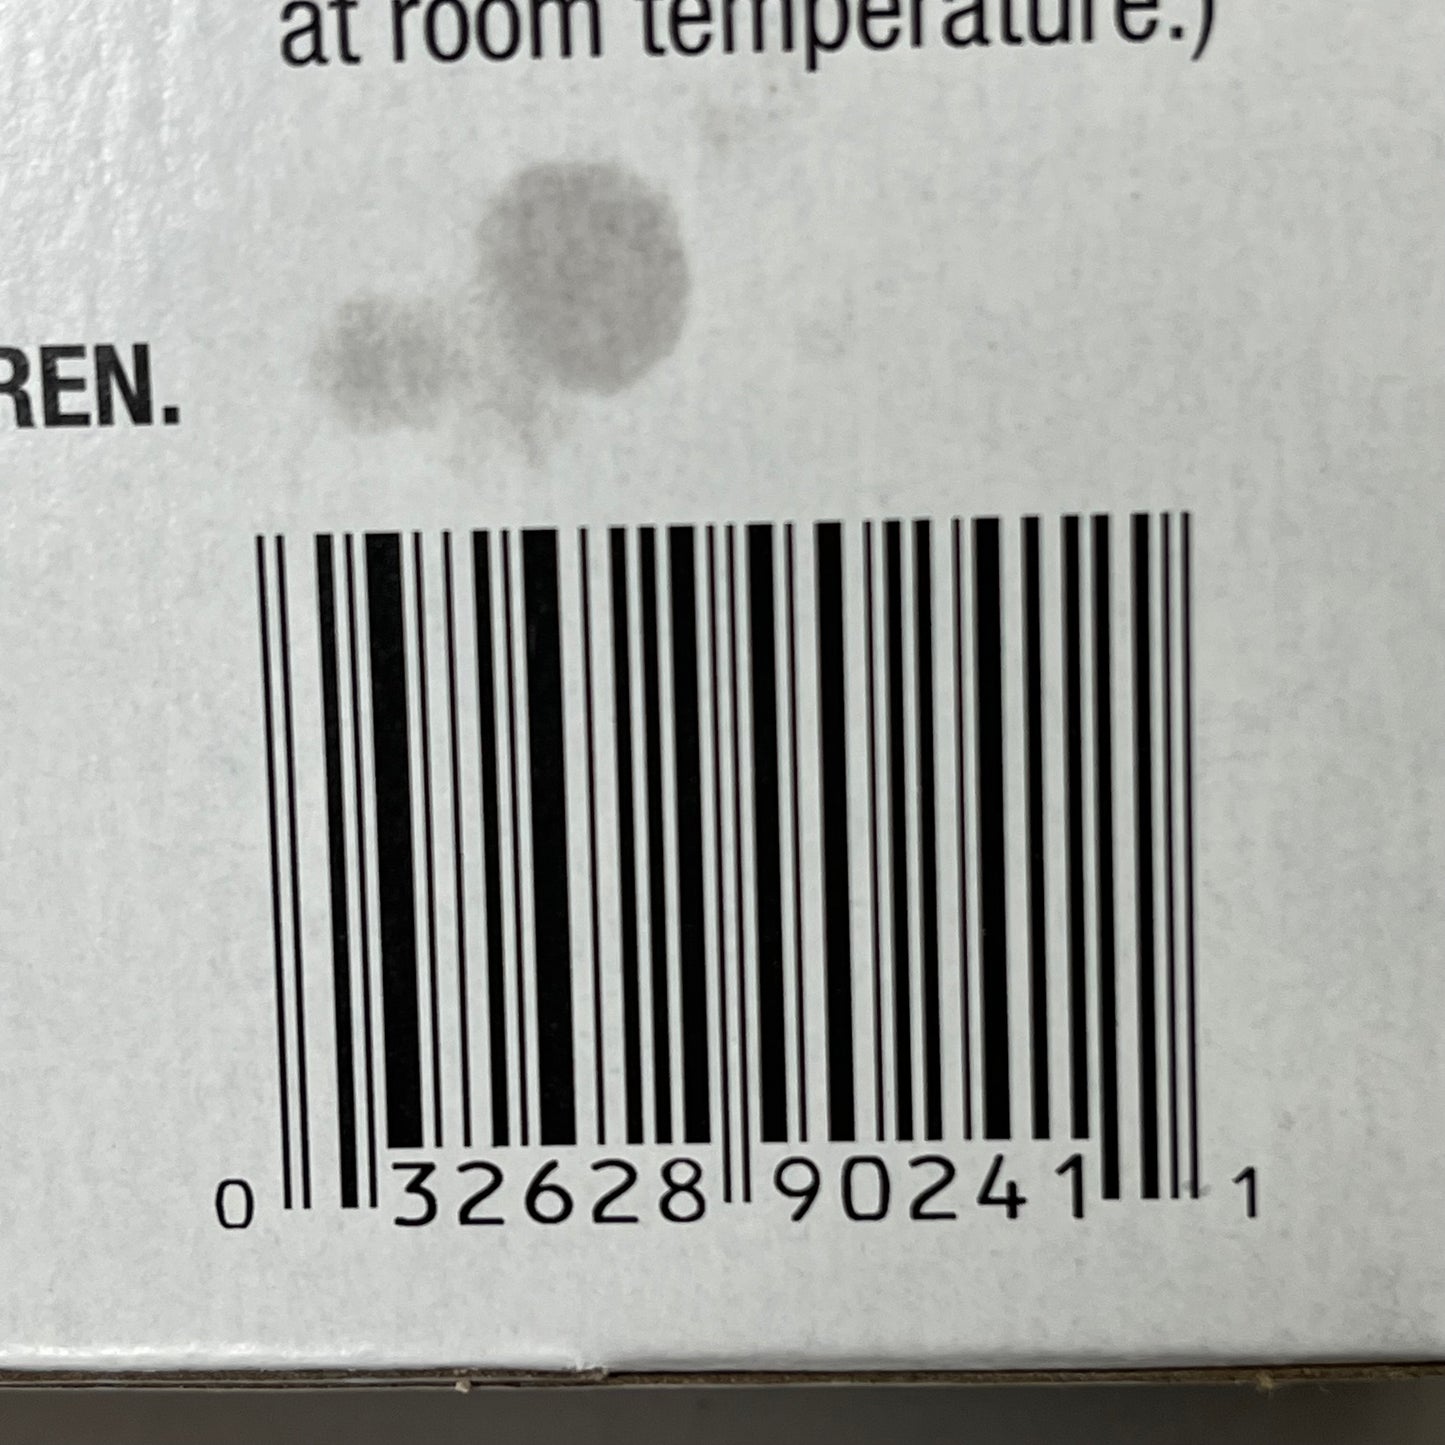 at room temperature.)
REN.
0 32628 90241 1